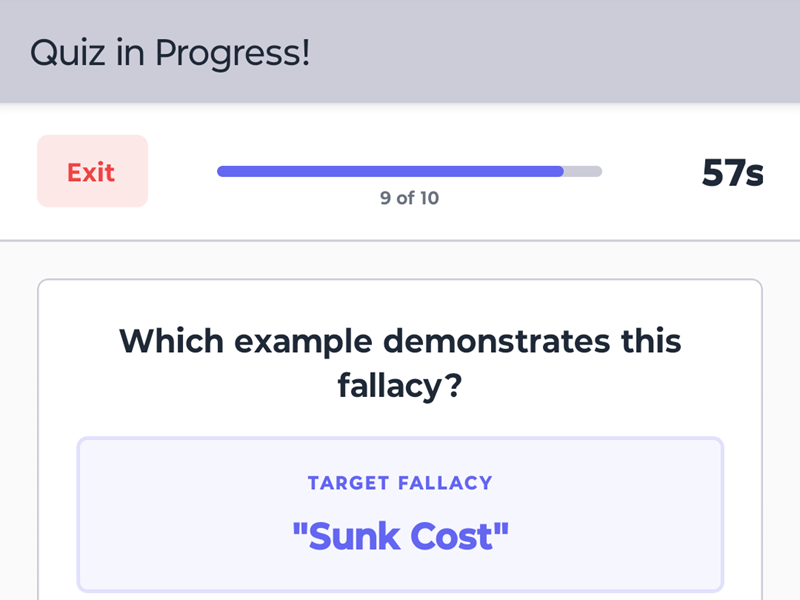 Quiz in Progress!
Exit
9 of 10
57s
Which example demonstrates this
fallacy?
TARGET FALLACY
"Sunk Cost"